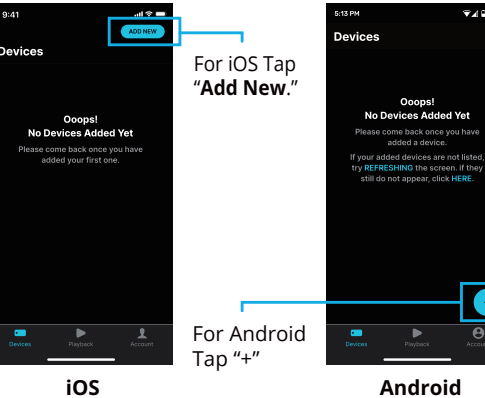 9:41
ADD NEW
Devices
Ooops!
No Devices Added Yet
Please come back once you have
added your first one.
Devices
Playback
Account
iOS
For iOS Tap
“Add New.”
For Android
Tap “+”
5:13 PM
Devices
Ooops!
No Devices Added Yet
Please come back once you have
added a device.
If your added devices are not listed,
try REFRESHING the screen. if they
still do not appear, click HERE.
Devices
Playback
Android